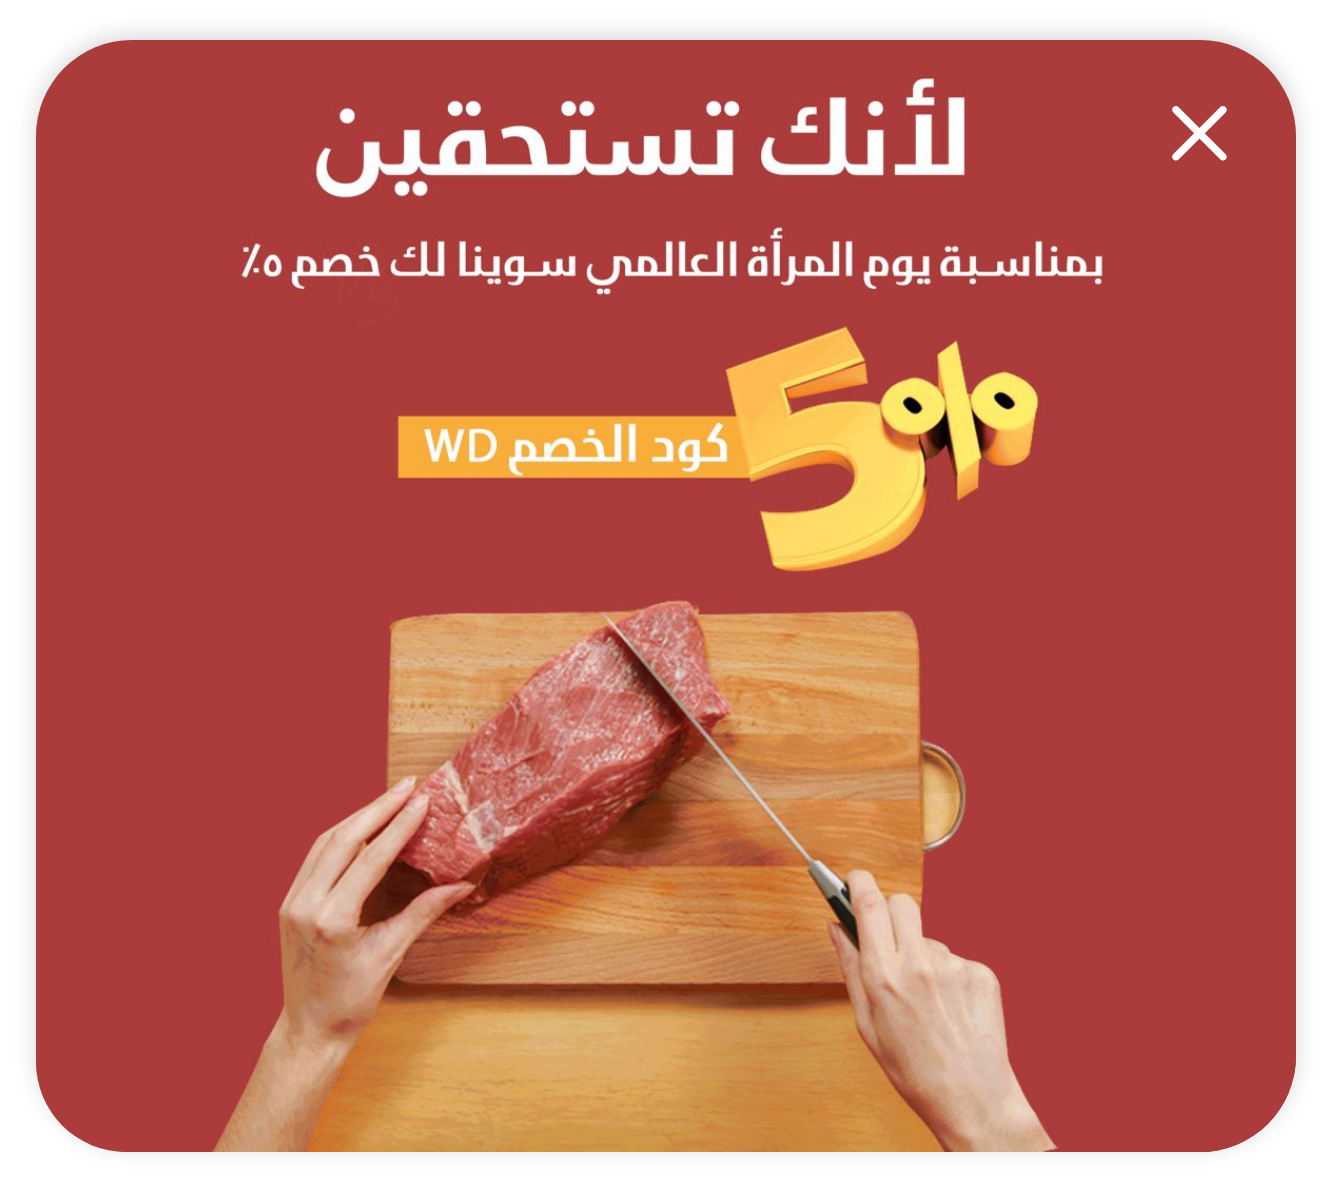 لأنك تستحقين
بمناسبة يوم المرأة العالمي سوينا لك خصم ٥٪
5%
كود الخصم WD